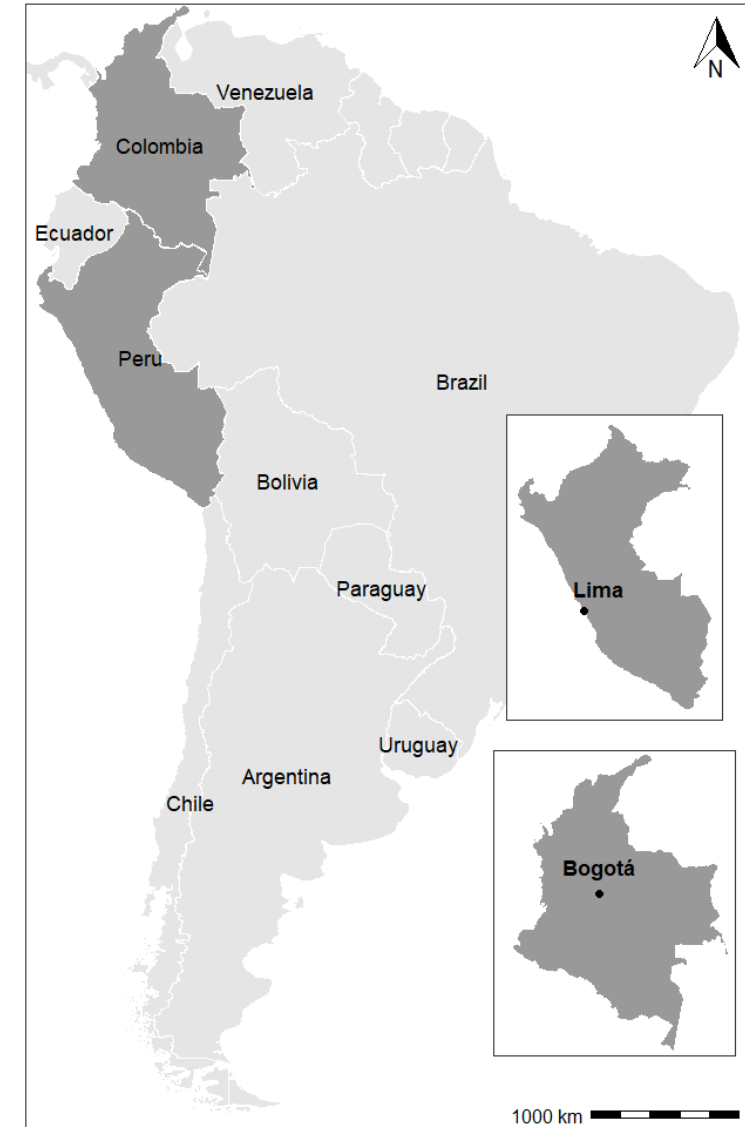 N
Venezuela
Colombia
Ecuador
Peru
Brazil
Bolivia
Paraguay
Lima
Uruguay
Argentina
Chile
Bogotá
1000 km